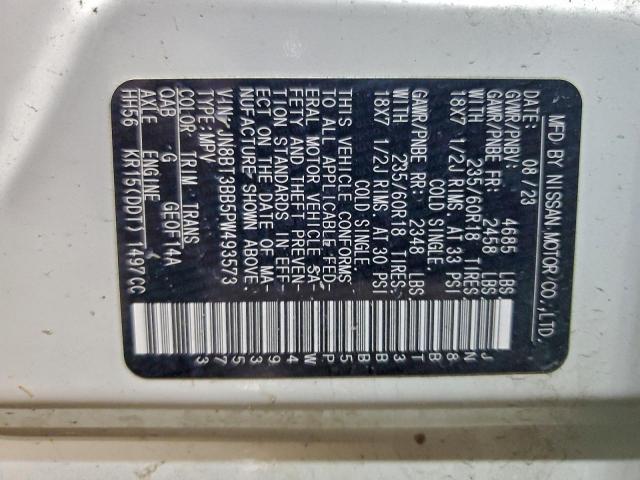 MFD BY NISSAN MOTOR CO.,LTD.
DATE: 08/23
GVWR/PNBV: 4685 LBS.
GAWR/PNBE FR: 2458 LBS.
WITH 235/60R18 TIRES,
18X7 1/2J RIMS. AT 33 PSI
COLD SINGLE,
GAWR/PNBE RR: 2348 LBS.
WITH 235/60R18 TIRES,
18X7 1/2J RIMS. AT 30 PSI
COLD SINGLE,
THIS VEHICLE CONFORMS
TO ALL APPLICABLE FED-
ERAL MOTOR VEHICLE SA-
FETY AND THEFT PREVEN-
TION STANDARDS IN EFF-
ECT ON THE DATE OF MA-
NUFACTURE SHOWN ABOVE.
VIN: JN8BT3BB5PW493573
TYPE: MPV
COLOR TRIM TRANS
QAB G GE0F14A
AXLE ENGINE
HH56 KR15(DDT) 1497CC
JN8BT3BB5PW493573